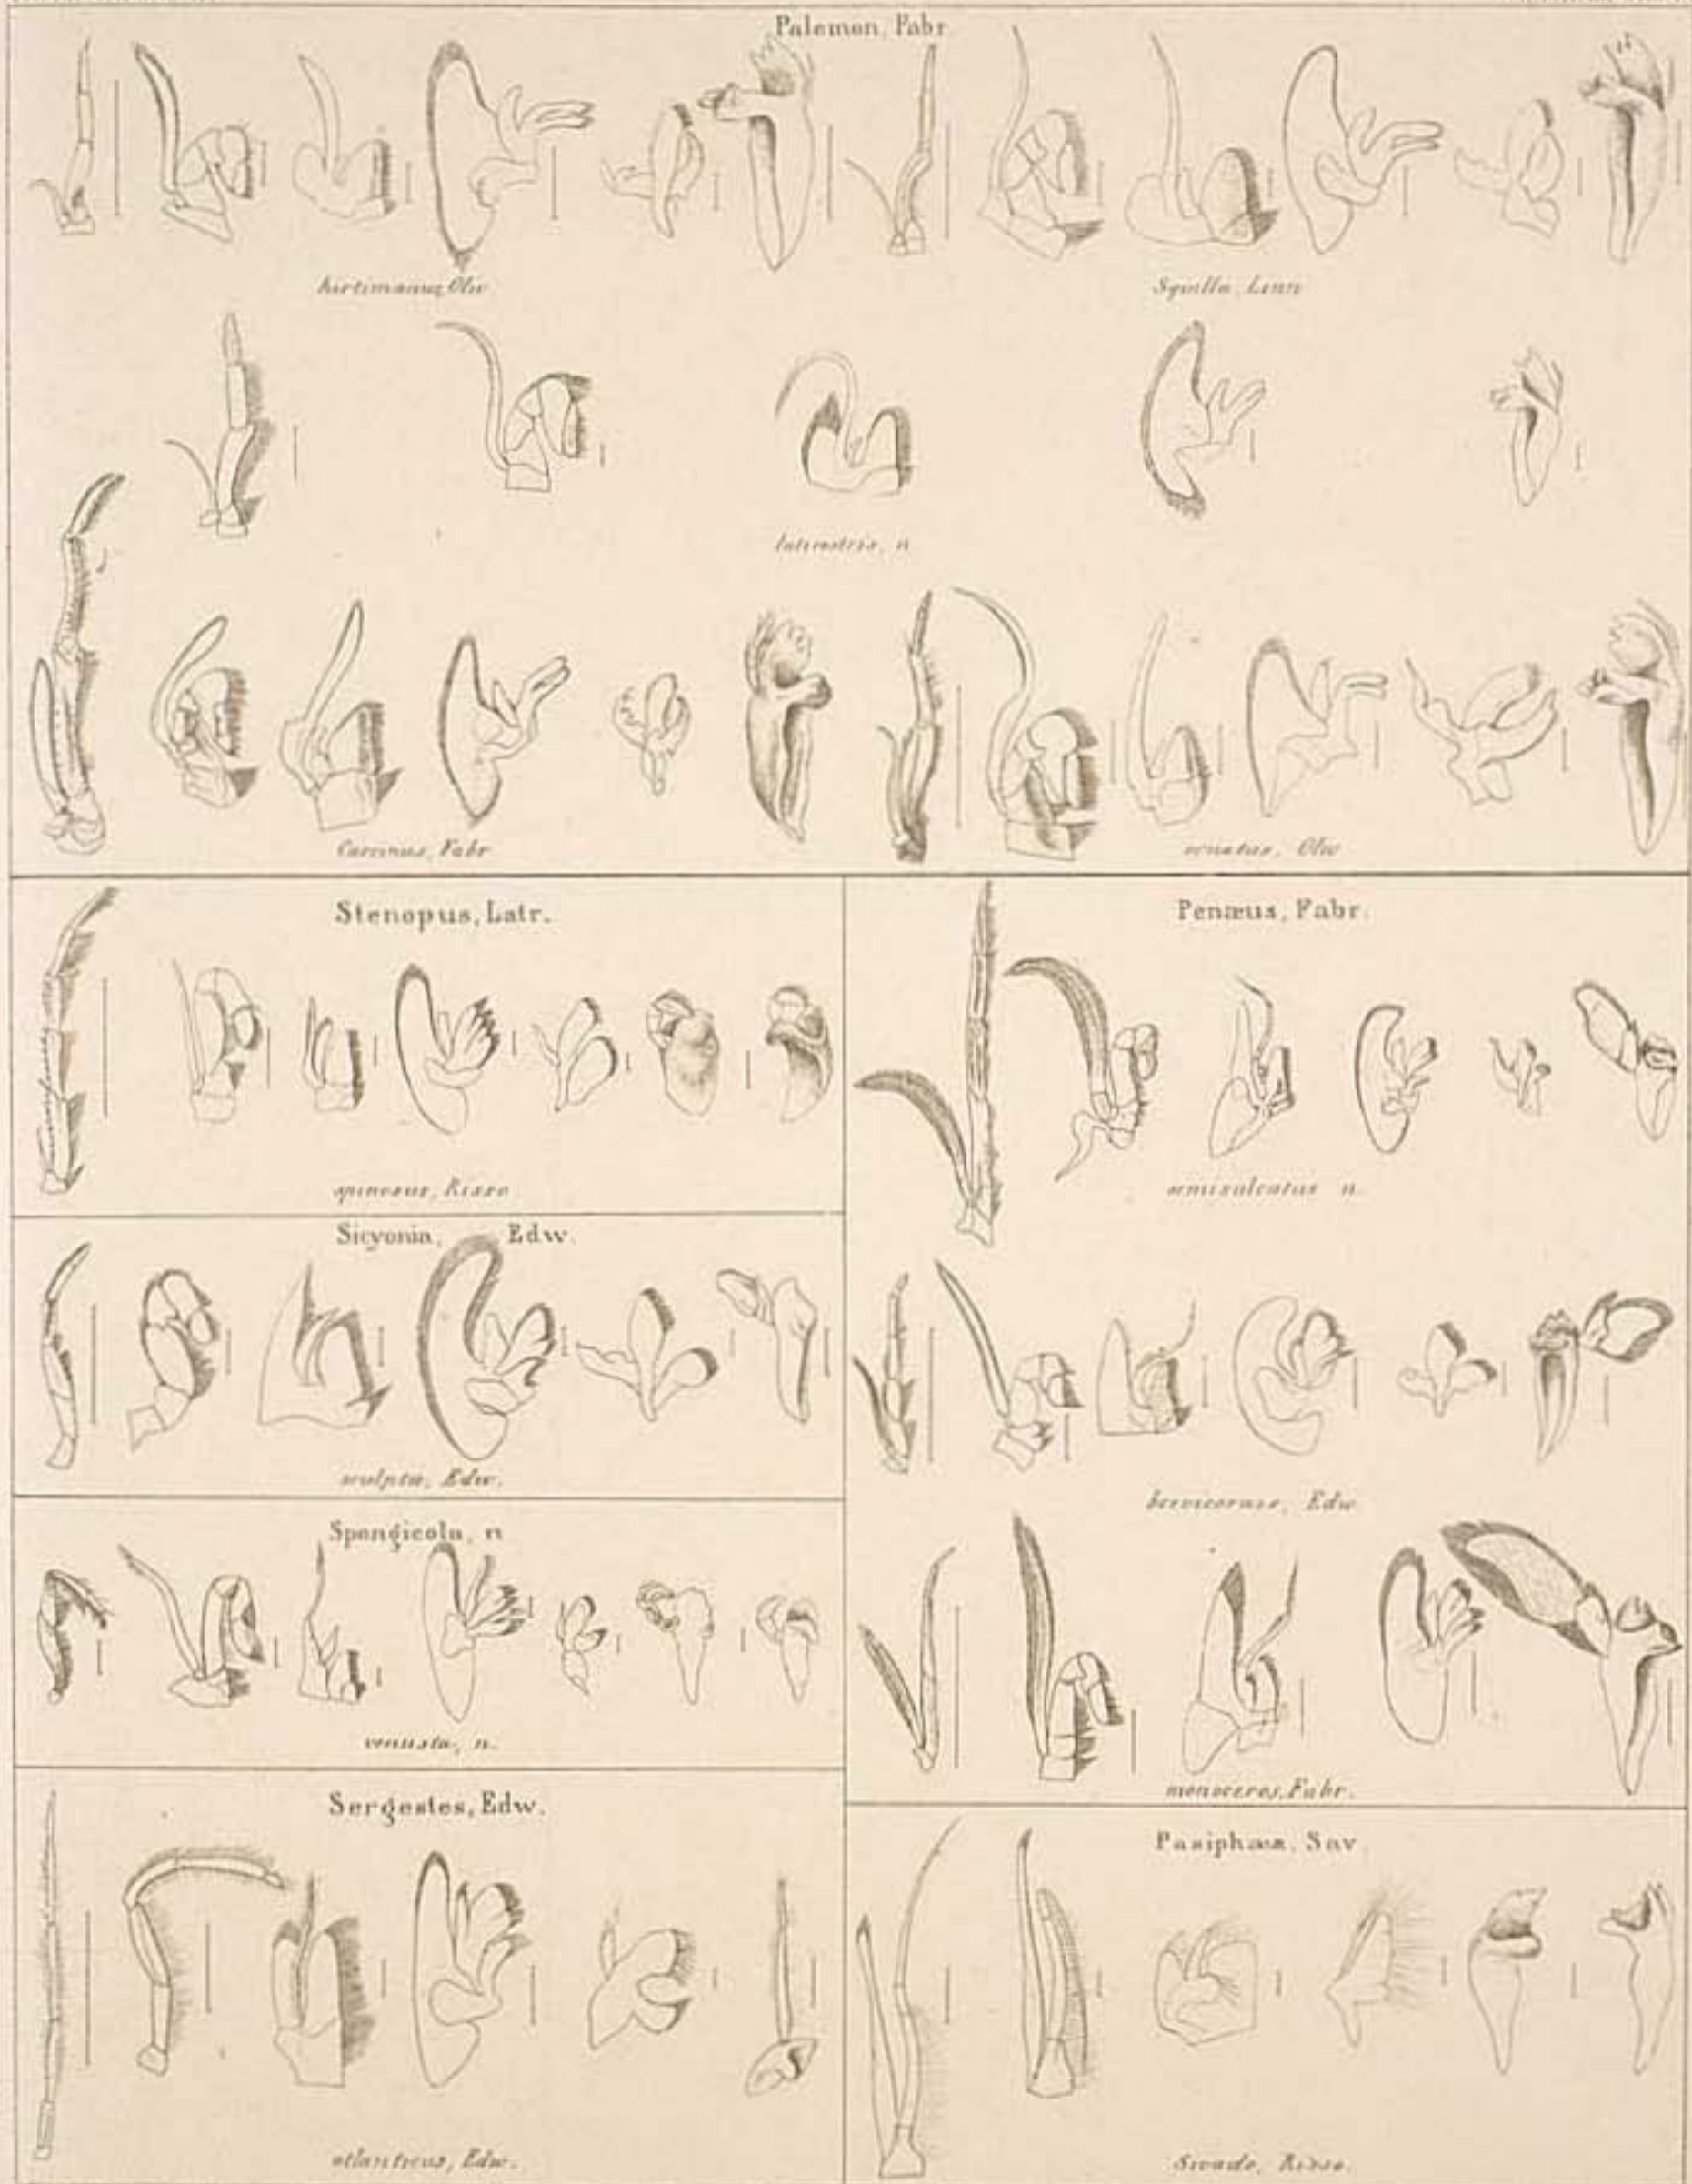 Palemon, Fabr.
hirtimanus, Oliv
Squilla, Linn
latirostris, n
Carcinus, Fabr
ornatus, Oliv
Stenopus, Latr.
spinosus, Risso
Sicyonia, Edw.
sculpta, Edw.
Spongicola, n
venusta, n.
Sergestes, Edw.
atlanticus, Edw.
Penæus, Fabr.
semisulcatus n.
brevicornis, Edw
monoceros, Fabr.
Pasiphæa, Sav
Sivado, Risso.